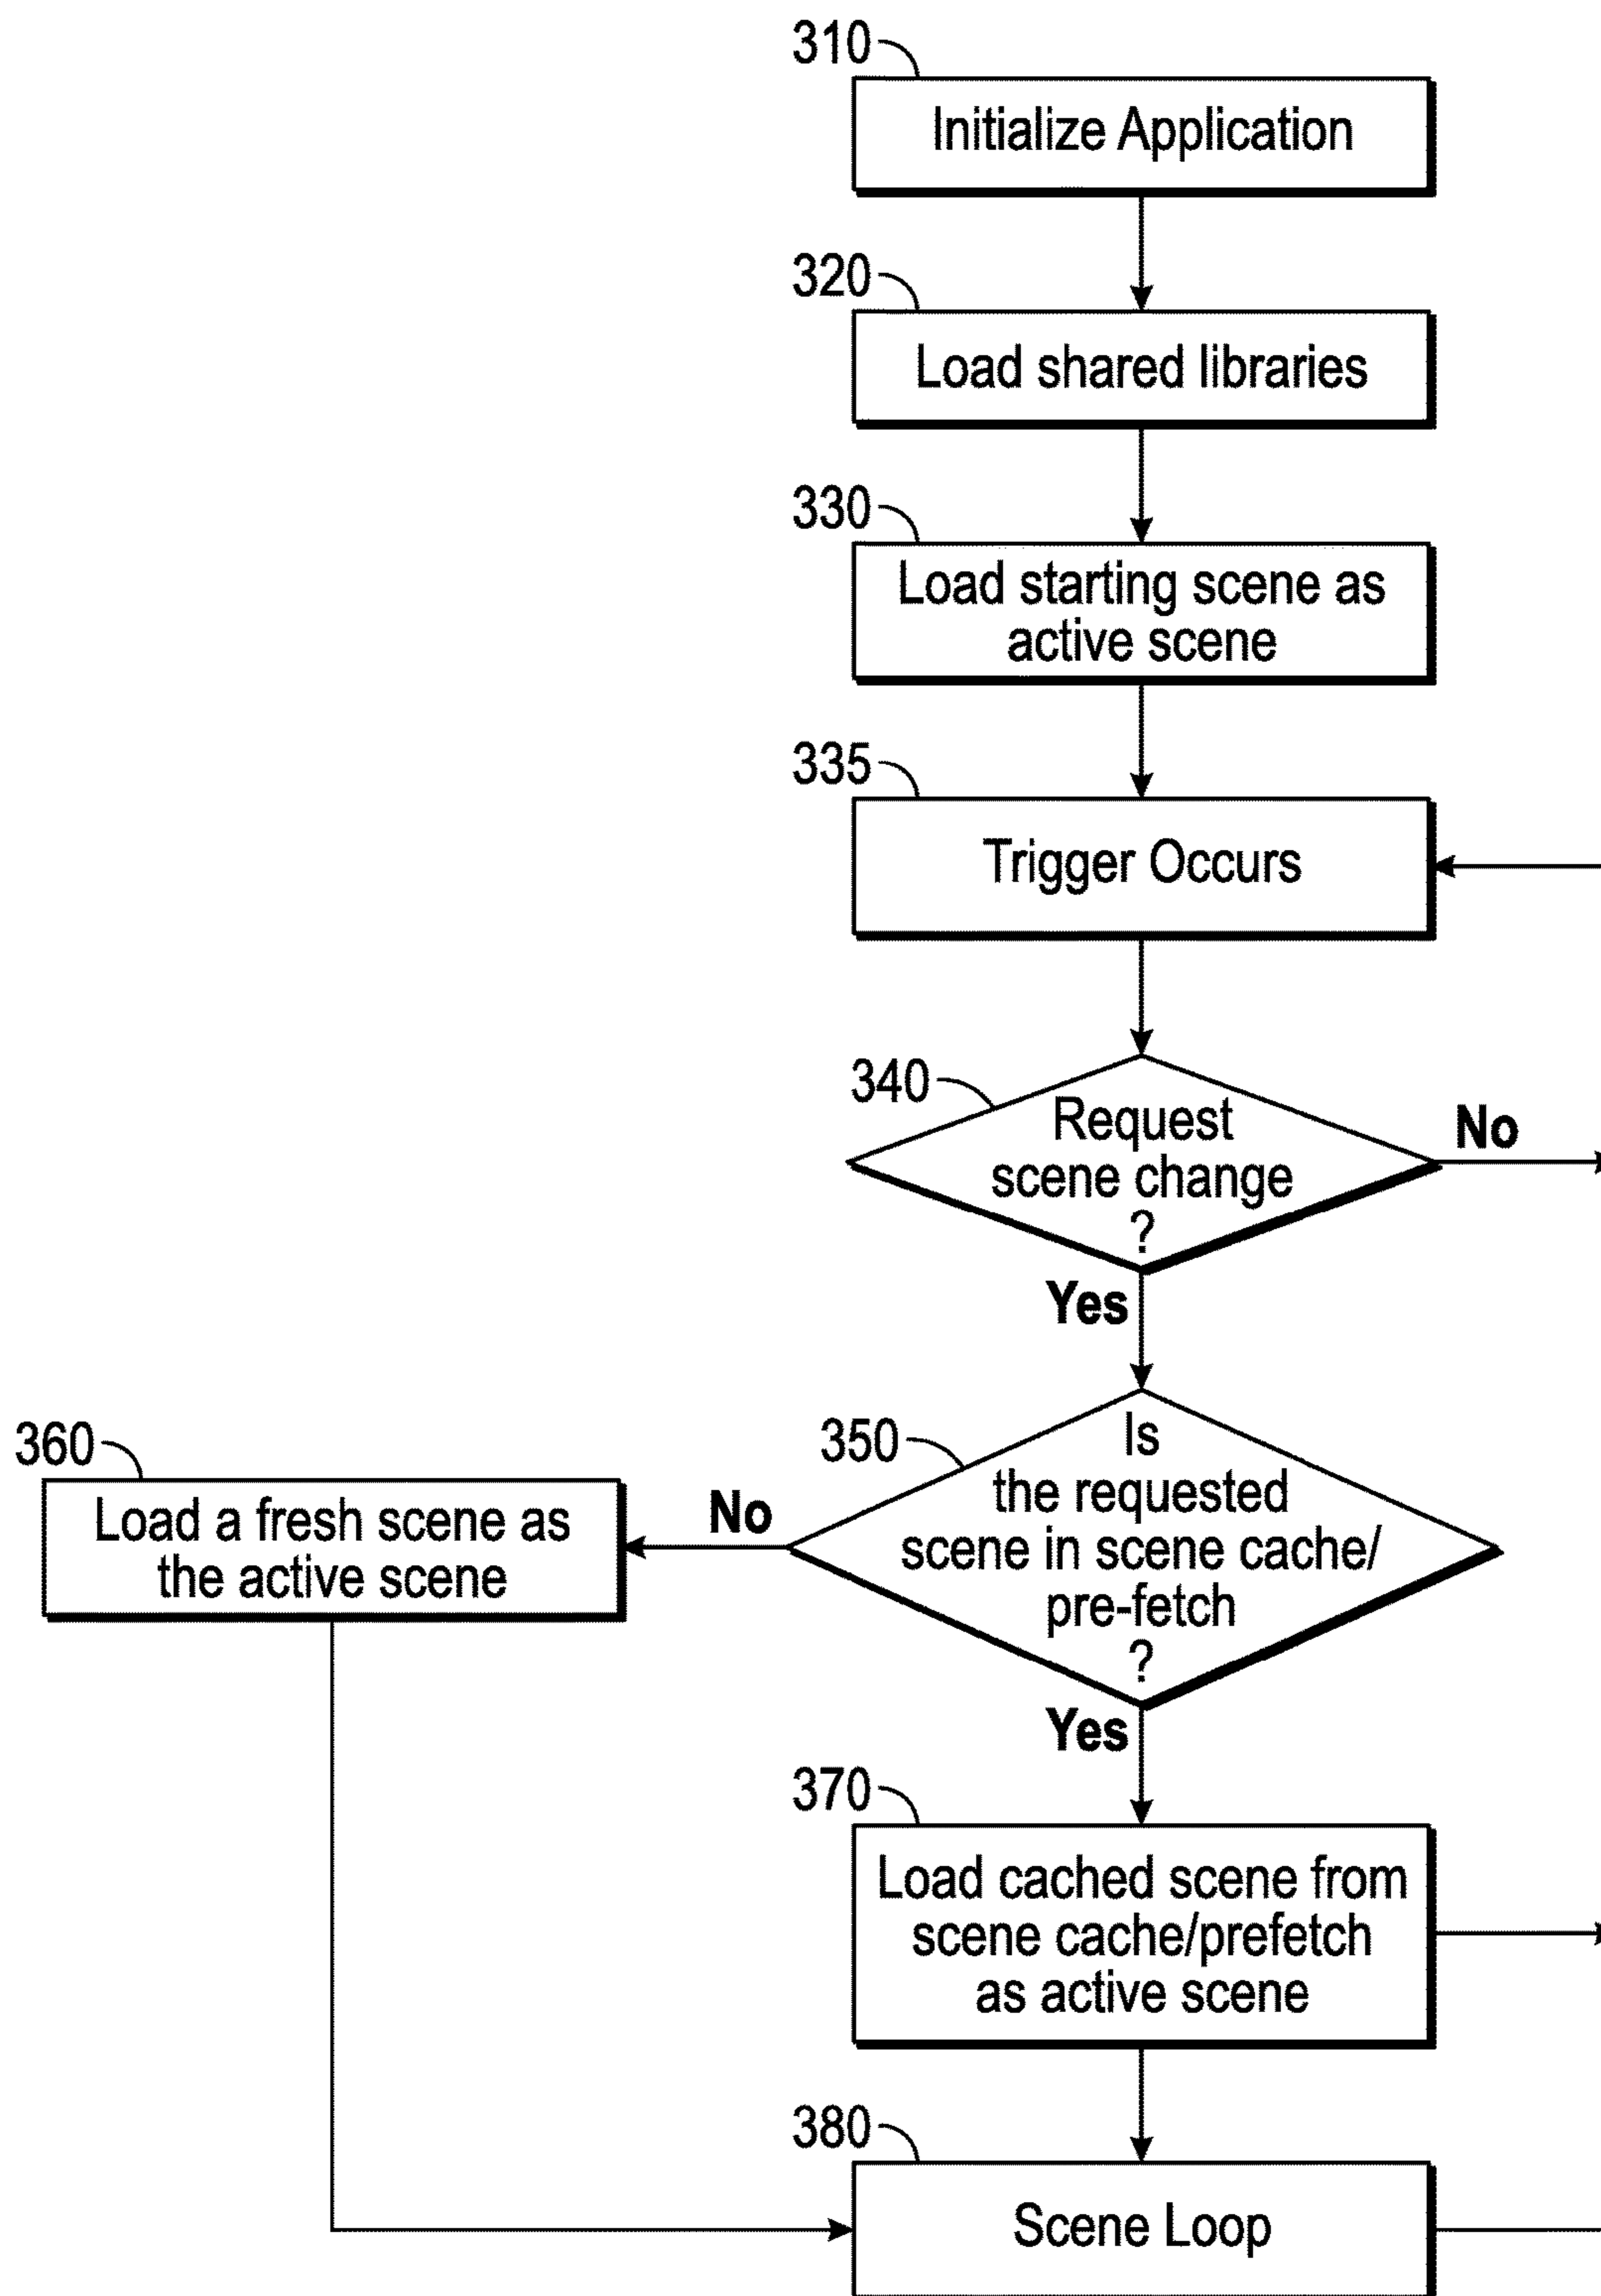 310
Initialize Application
320
Load shared libraries
330
Load starting scene as
active scene
335
Trigger Occurs
340
Request
scene change
?
No
Yes
350
Is
the requested
scene in scene cache/
pre-fetch
?
No
360
Load a fresh scene as
the active scene
Yes
370
Load cached scene from
scene cache/prefetch
as active scene
380
Scene Loop